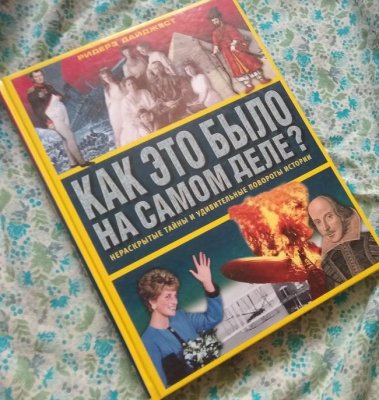 РИДЕРЗ ДАЙДЖЕСТ
КАК ЭТО БЫЛО
НА САМОМ ДЕЛЕ?
НЕРАСКРЫТЫЕ ТАЙНЫ И УДИВИТЕЛЬНЫЕ ПОВОРОТЫ ИСТОРИИ